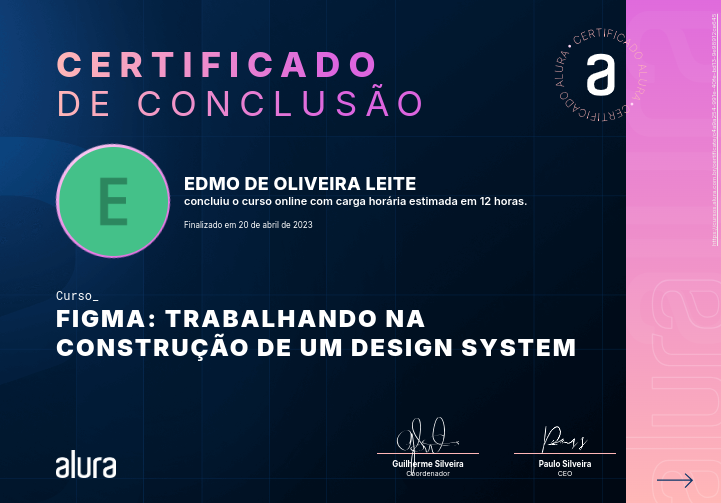 CERTIFICADO
DE CONCLUSÃO
CERTIFICADO ALURA • CERTIFICADO ALURA •
a
E
EDMO DE OLIVEIRA LEITE
concluiu o curso online com carga horária estimada em 12 horas.
Finalizado em 20 de abril de 2023
Curso_
FIGMA: TRABALHANDO NA
CONSTRUÇÃO DE UM DESIGN SYSTEM
alura
Guilherme Silveira
Coordenador
Paulo Silveira
CEO
alura